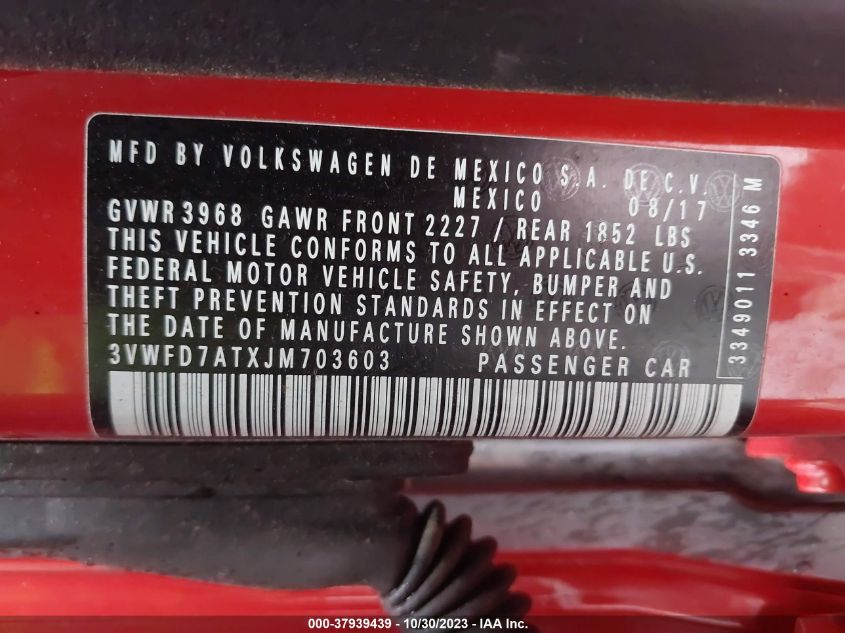 MFD BY VOLKSWAGEN DE MEXICO S.A. DE C.V.
MEXICO 08/17
GVWR 3968 GAWR FRONT 2227 / REAR 1852 LBS
THIS VEHICLE CONFORMS TO ALL APPLICABLE U.S.
FEDERAL MOTOR VEHICLE SAFETY, BUMPER AND
THEFT PREVENTION STANDARDS IN EFFECT ON
THE DATE OF MANUFACTURE SHOWN ABOVE.
3VWFD7ATXJM703603 PASSENGER CAR
3349011 3346 M
000-37939439 - 10/30/2023 - IAA Inc.